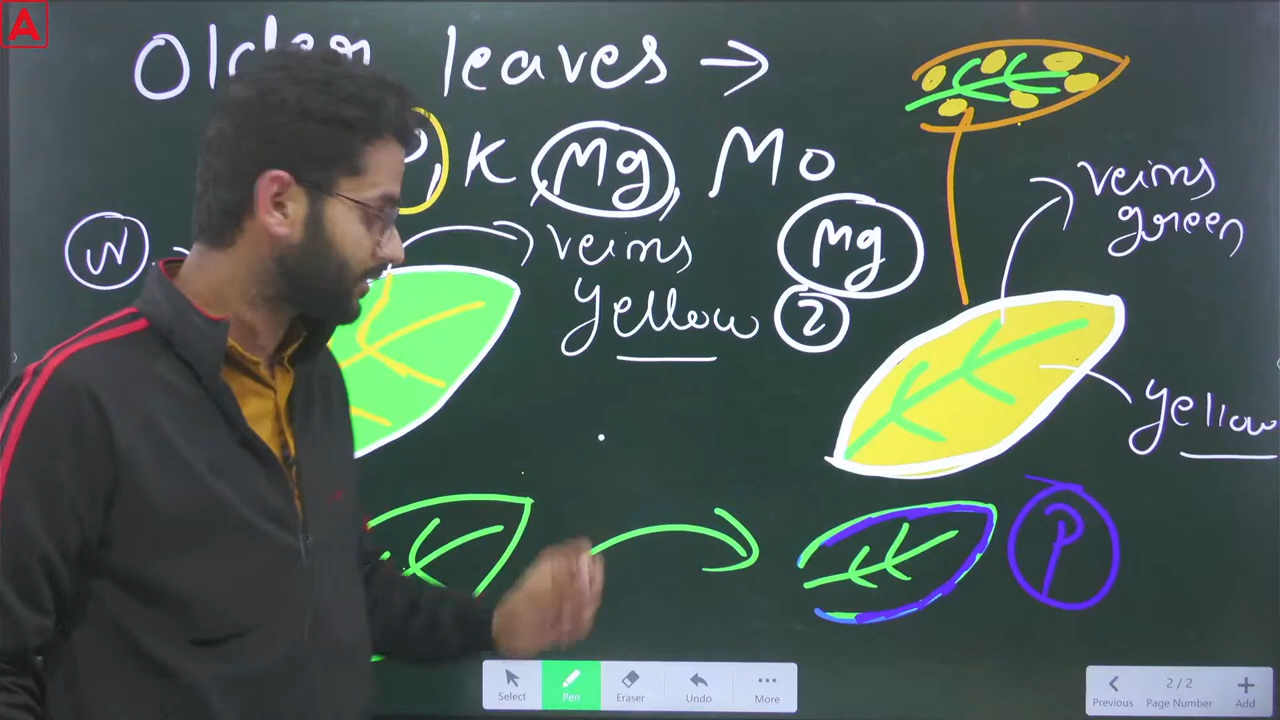 A
Older leaves →
, K, Mg, Mo
N
veins
yellow
Mg
2
veins
green
yellow
P
Select
Pen
Eraser
Undo
More
Previous
2/2
Page Number
Add